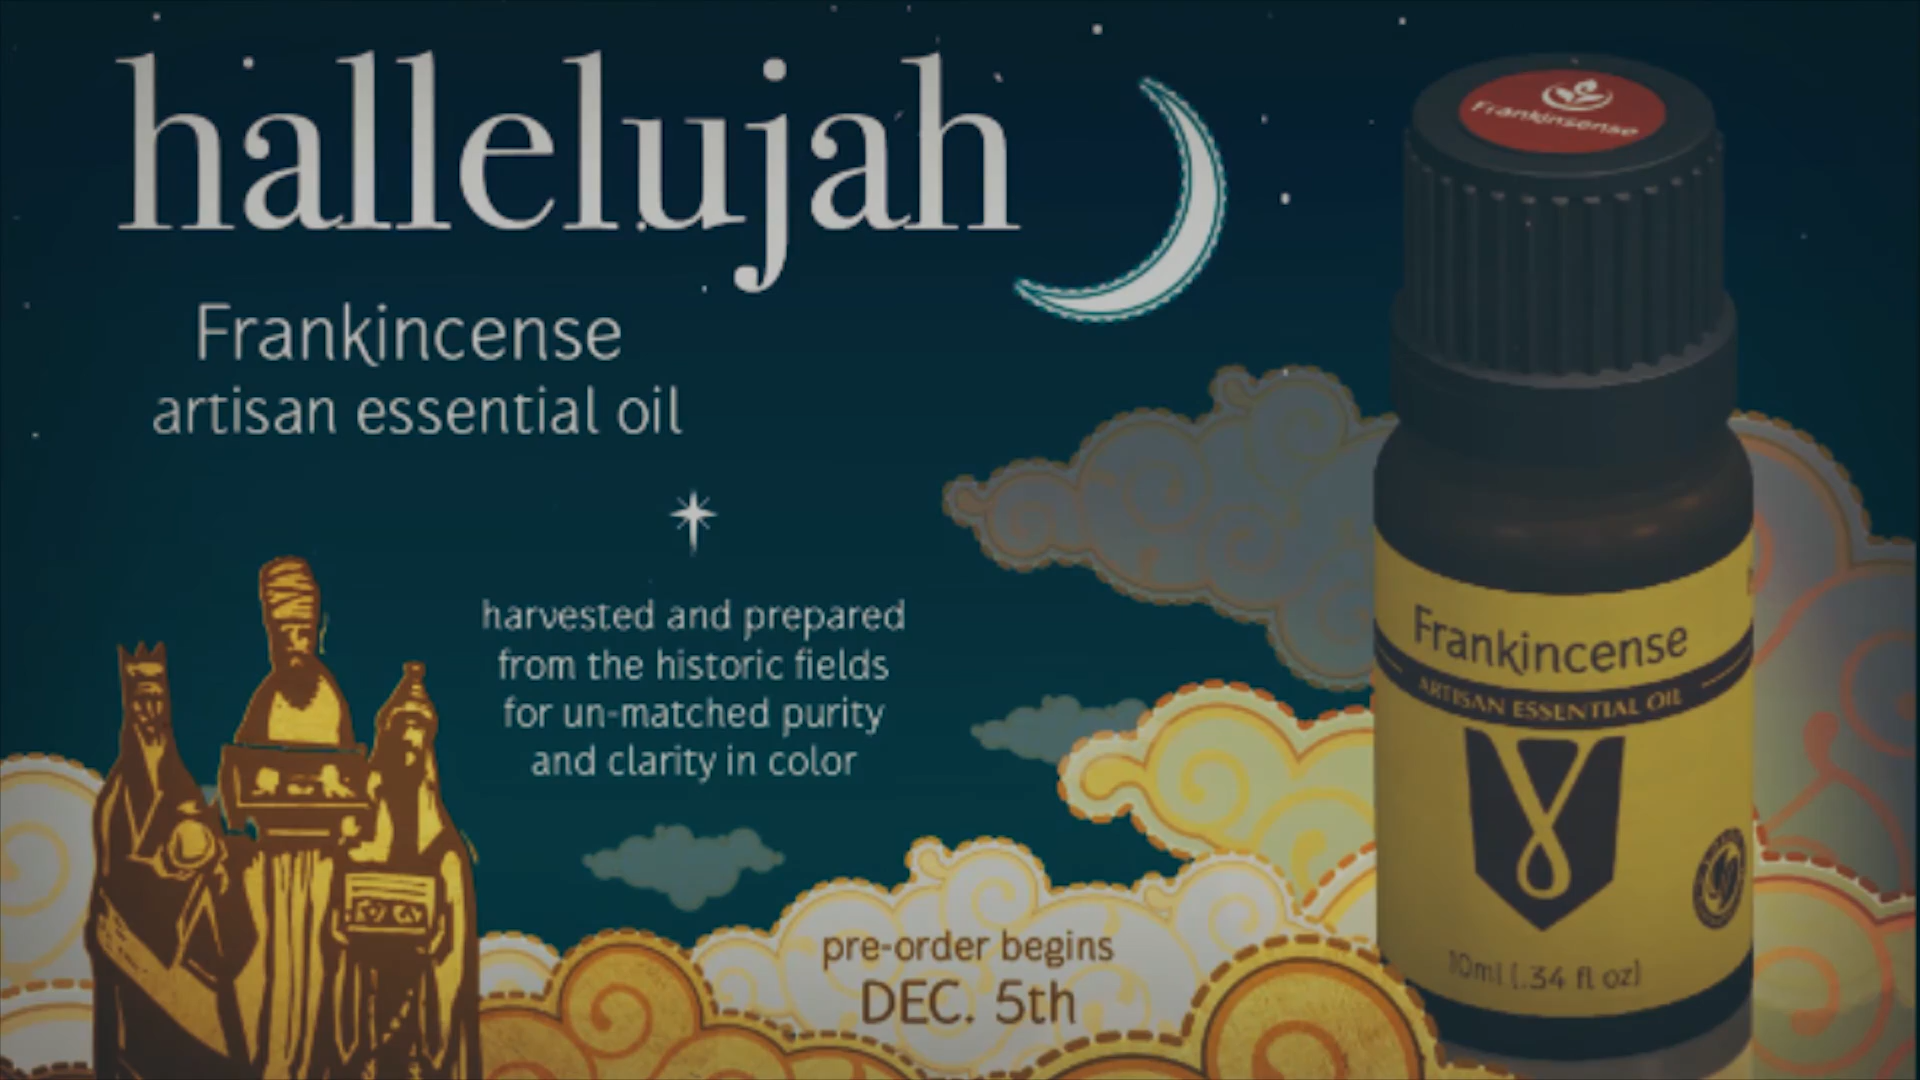 hallelujah
Frankincense
artisan essential oil
harvested and prepared
from the historic fields
for un-matched purity
and clarity in color
pre-order begins
DEC. 5th
Frankinsense
Frankincense
ARTISAN ESSENTIAL OIL
10ml (.34 fl oz)